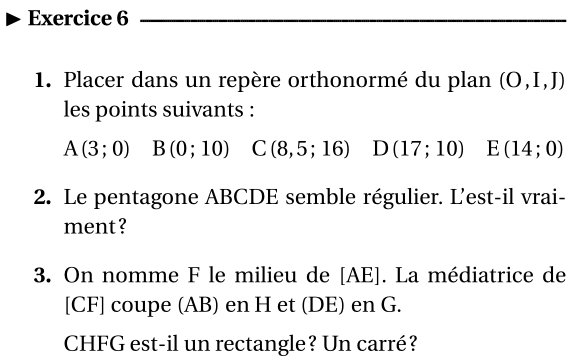 ▶ Exercice 6
1. Placer dans un repère orthonormé du plan (O,I,J)
les points suivants :
A(3; 0) B(0; 10) C(8,5; 16) D(17; 10) E(14; 0)
2. Le pentagone ABCDE semble régulier. L'est-il vrai-
ment?
3. On nomme F le milieu de [AE]. La médiatrice de
[CF] coupe (AB) en H et (DE) en G.
CHFG est-il un rectangle? Un carré?